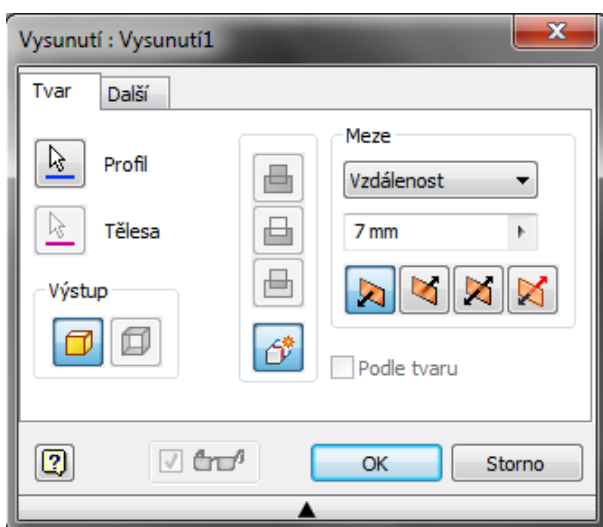 Vysunutí : Vysunutí1
Tvar
Další
Profil
Tělesa
Výstup
Meze
Vzdálenost
7 mm
Podle tvaru
OK
Storno